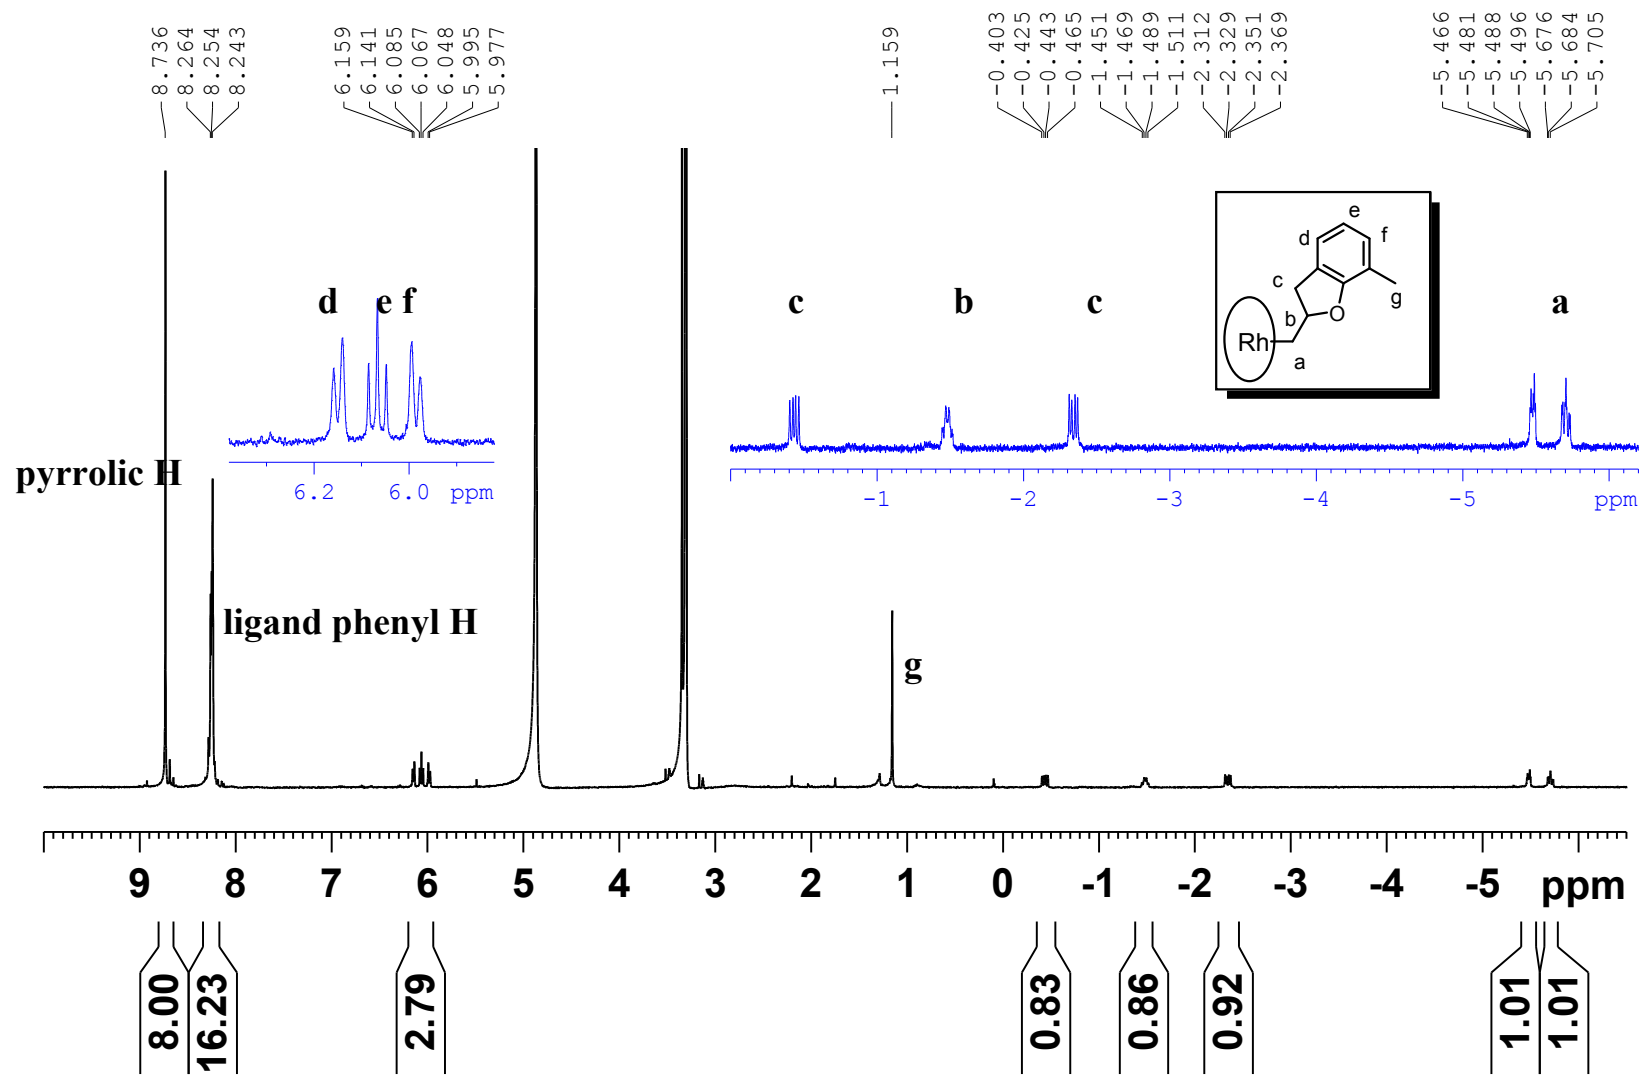 8.736
8.264
8.254
8.243
6.159
6.141
6.085
6.067
6.048
5.995
5.977
1.159
-0.403
-0.425
-0.443
-0.465
-1.451
-1.469
-1.489
-1.511
-2.312
-2.329
-2.351
-2.369
-5.466
-5.481
-5.488
-5.496
-5.676
-5.684
-5.705
e
d
f
c
g
b
O
Rh
a
d e f
c b c a
6.2 6.0 ppm
-1 -2 -3 -4 -5 ppm
pyrrolic H
ligand phenyl H
g
9 8 7 6 5 4 3 2 1 0 -1 -2 -3 -4 -5 ppm
8.00
16.23
2.79
0.83
0.86
0.92
1.01
1.01